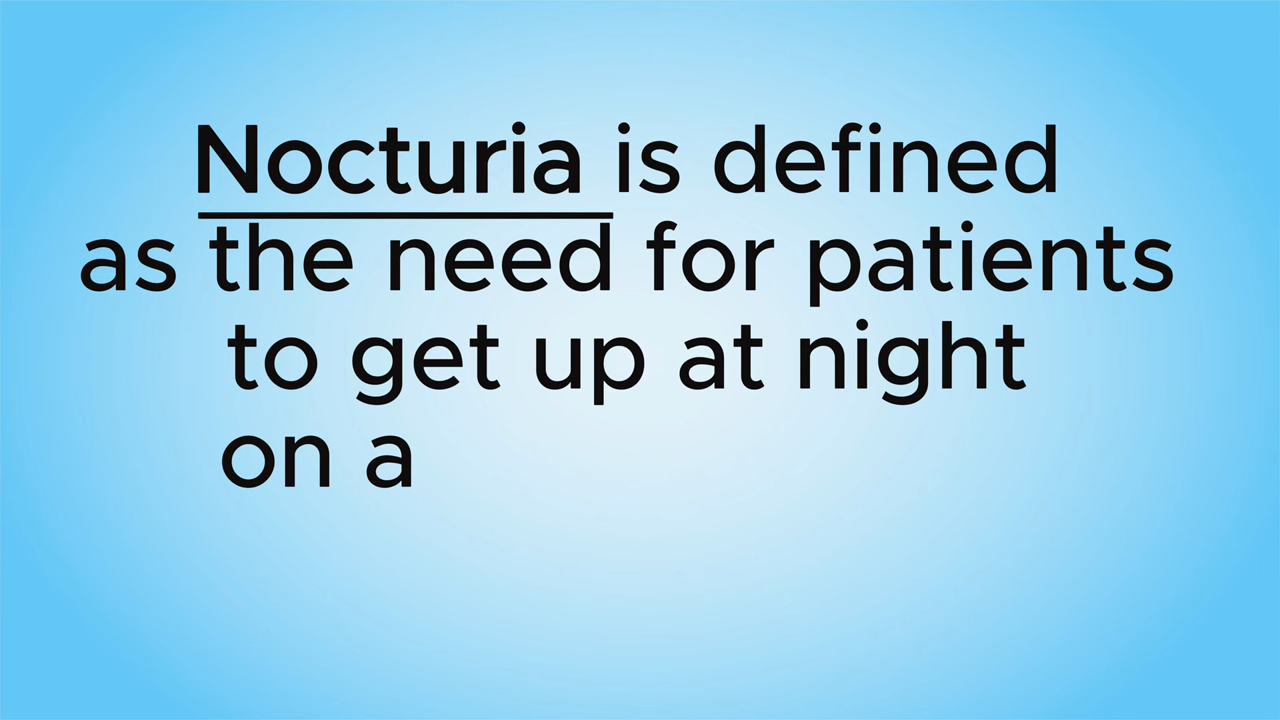 Nocturia is defined
as the need for patients
to get up at night
on a